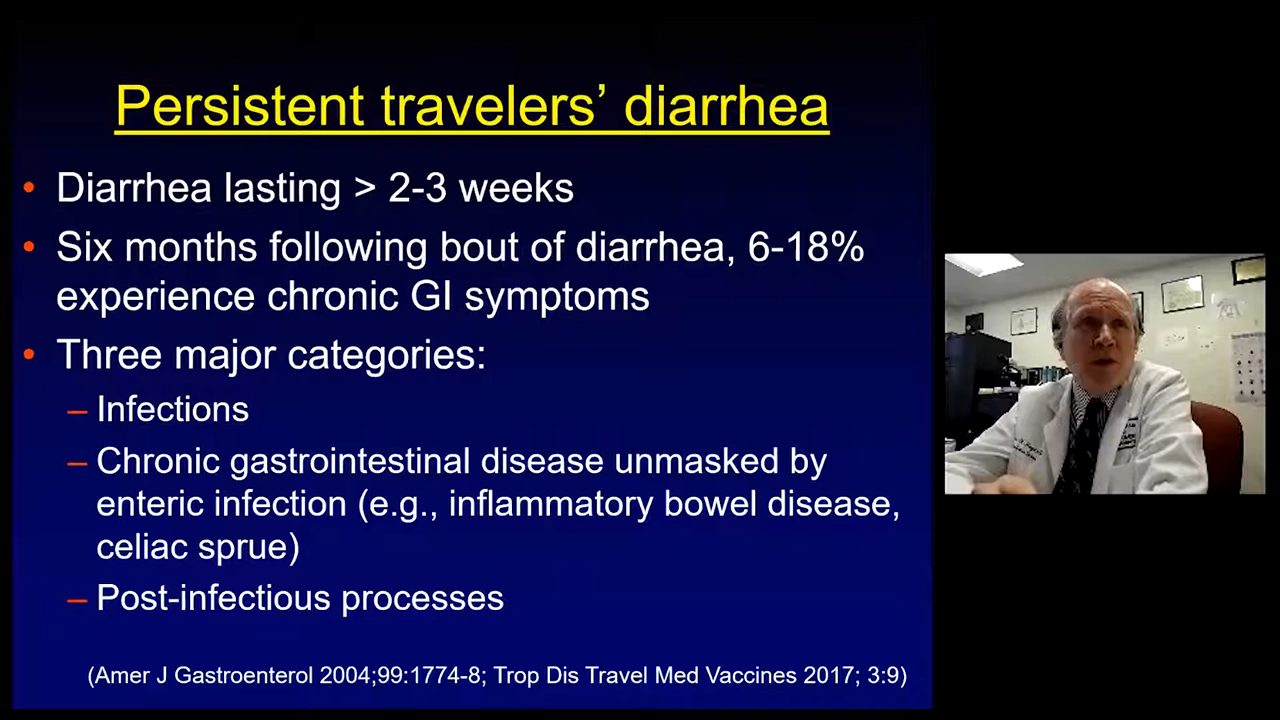 Persistent travelers’ diarrhea
• Diarrhea lasting > 2-3 weeks
• Six months following bout of diarrhea, 6-18%
experience chronic GI symptoms
• Three major categories:
– Infections
– Chronic gastrointestinal disease unmasked by
enteric infection (e.g., inflammatory bowel disease,
celiac sprue)
– Post-infectious processes
(Amer J Gastroenterol 2004;99:1774-8; Trop Dis Travel Med Vaccines 2017; 3:9)